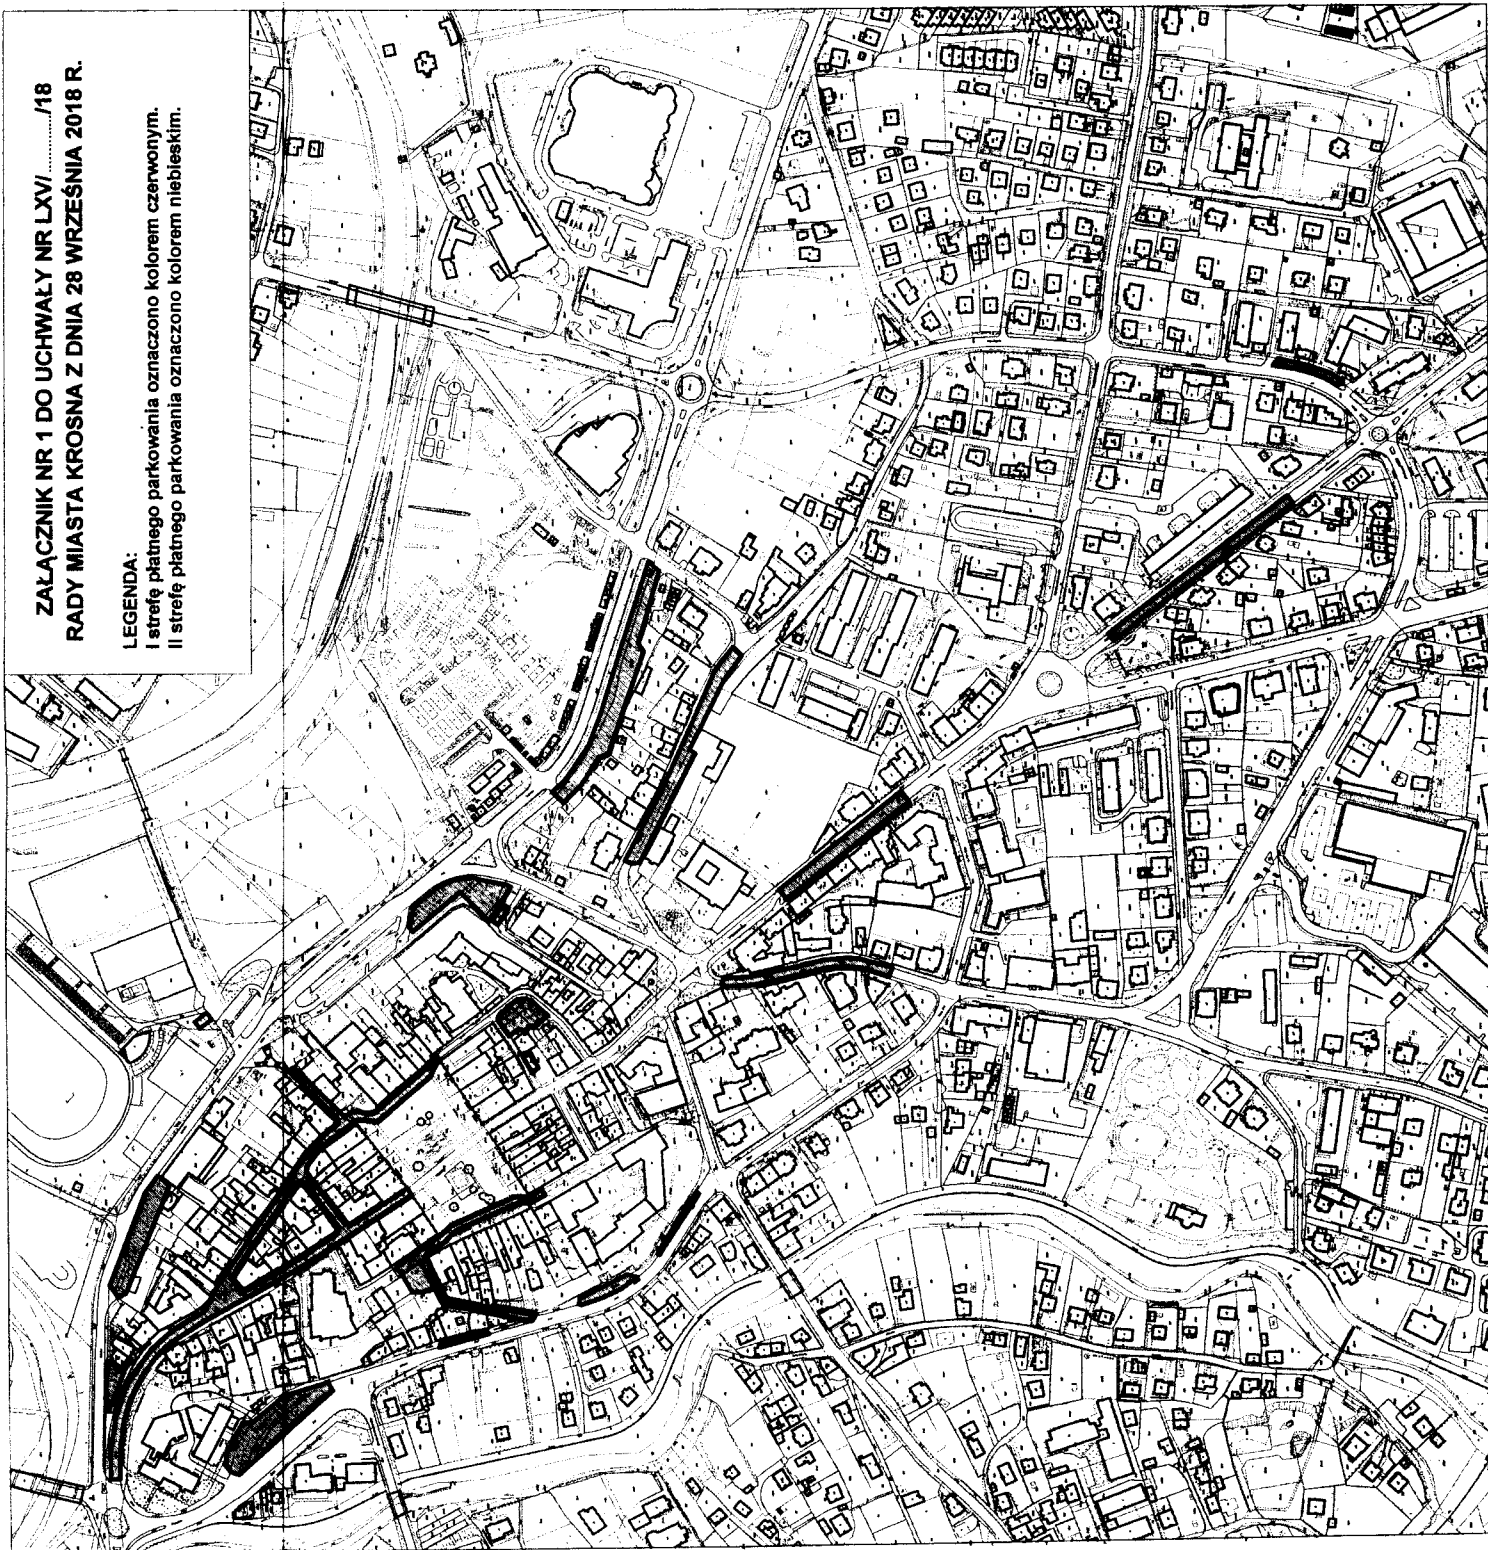 ZAŁĄCZNIK NR 1 DO UCHWAŁY NR LXV/.........../18
RADY MIASTA KROSNA Z DNIA 28 WRZEŚNIA 2018 R.
LEGENDA:
I strefę płatnego parkowania oznaczono kolorem czerwonym.
II strefę płatnego parkowania oznaczono kolorem niebieskim.